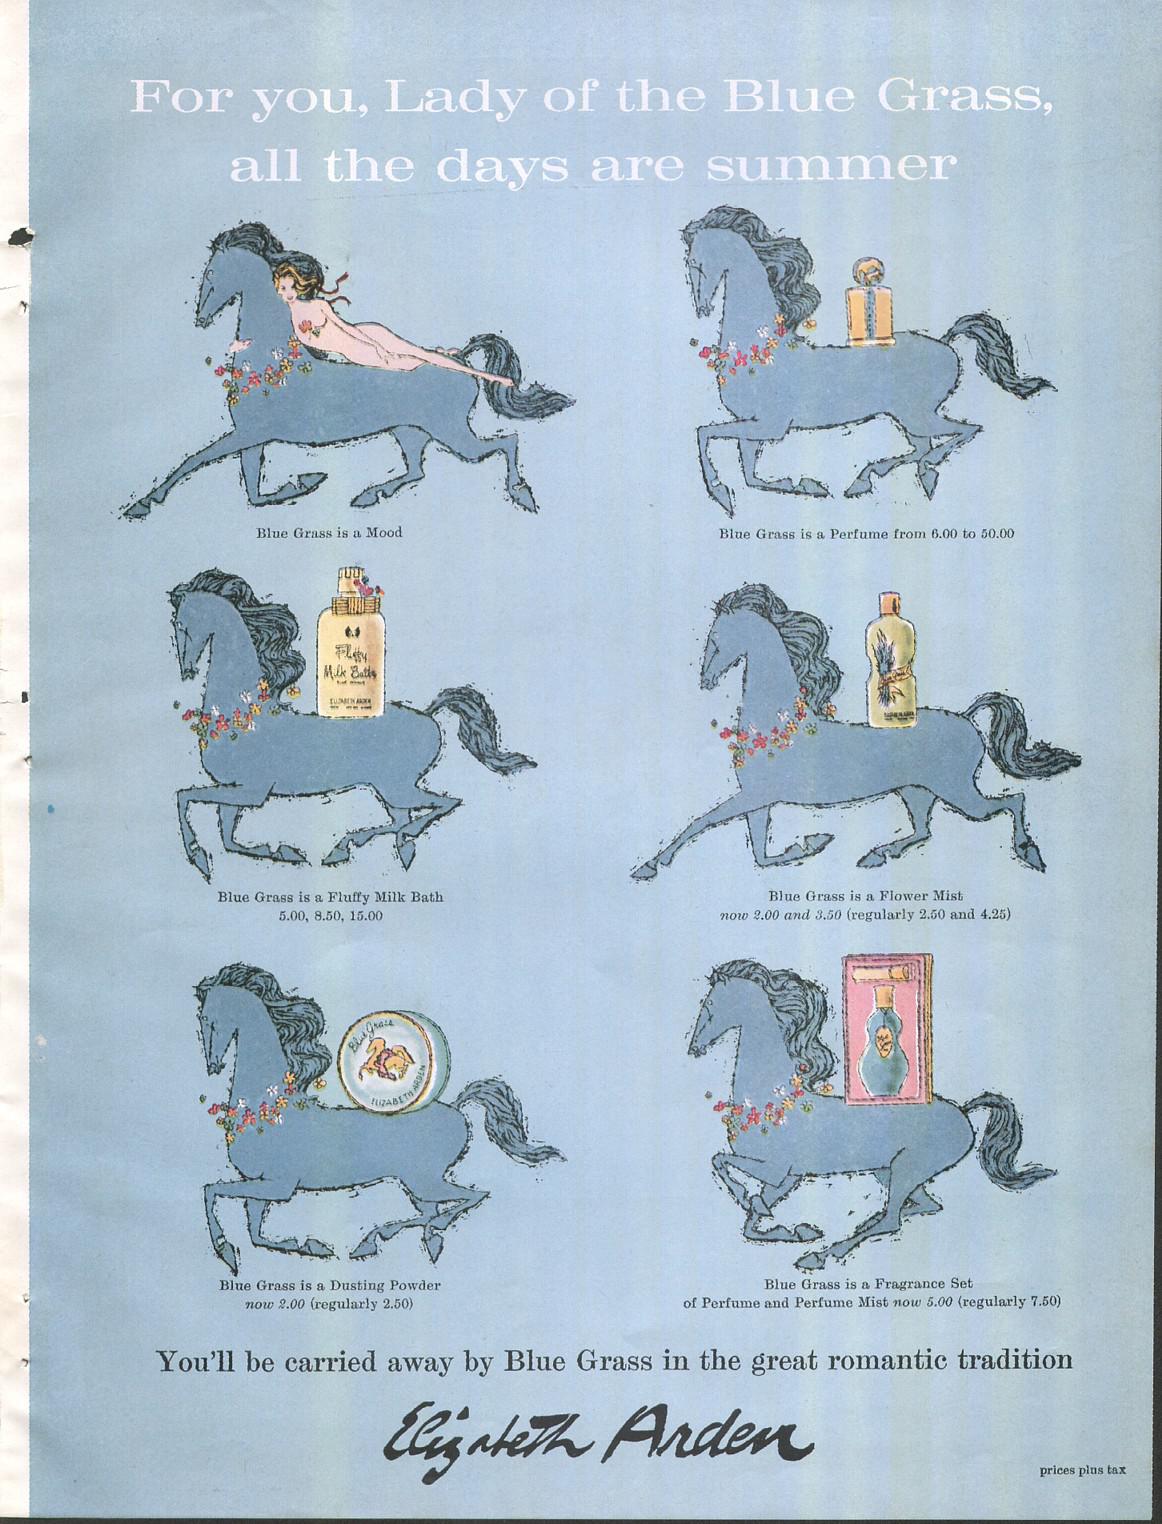 For you, Lady of the Blue Grass,
all the days are summer
Blue Grass is a Mood
Blue Grass is a Perfume from 6.00 to 50.00
Fluffy
Milk Bath
ELIZABETH ARDEN
ELIZABETH ARDEN
Blue Grass is a Fluffy Milk Bath
5.00, 8.50, 15.00
Blue Grass is a Flower Mist
now 2.00 and 3.50 (regularly 2.50 and 4.25)
Blue Grass
ELIZABETH ARDEN
Blue Grass is a Dusting Powder
now 2.00 (regularly 2.50)
Blue Grass is a Fragrance Set
of Perfume and Perfume Mist now 5.00 (regularly 7.50)
You'll be carried away by Blue Grass in the great romantic tradition
Elizabeth Arden
prices plus tax